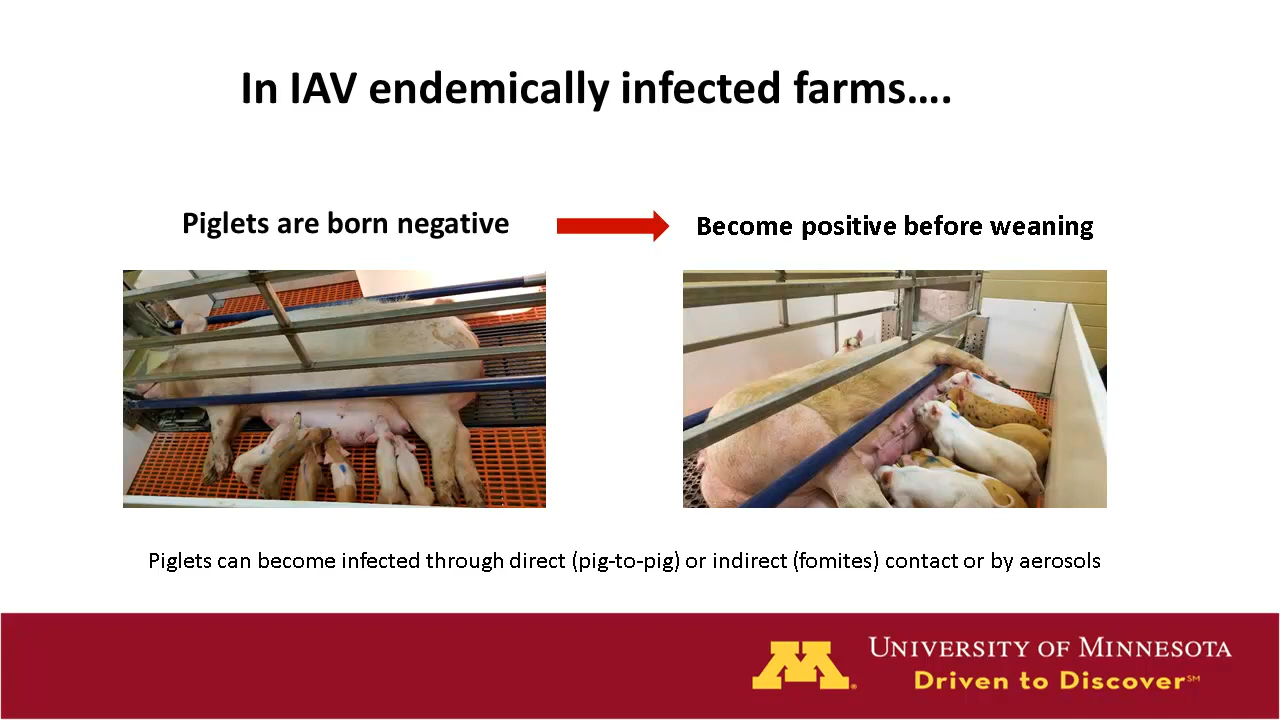 In IAV endemically infected farms….
Piglets are born negative
Become positive before weaning
Piglets can become infected through direct (pig-to-pig) or indirect (fomites) contact or by aerosols
M®
UNIVERSITY OF MINNESOTA
Driven to Discover℠